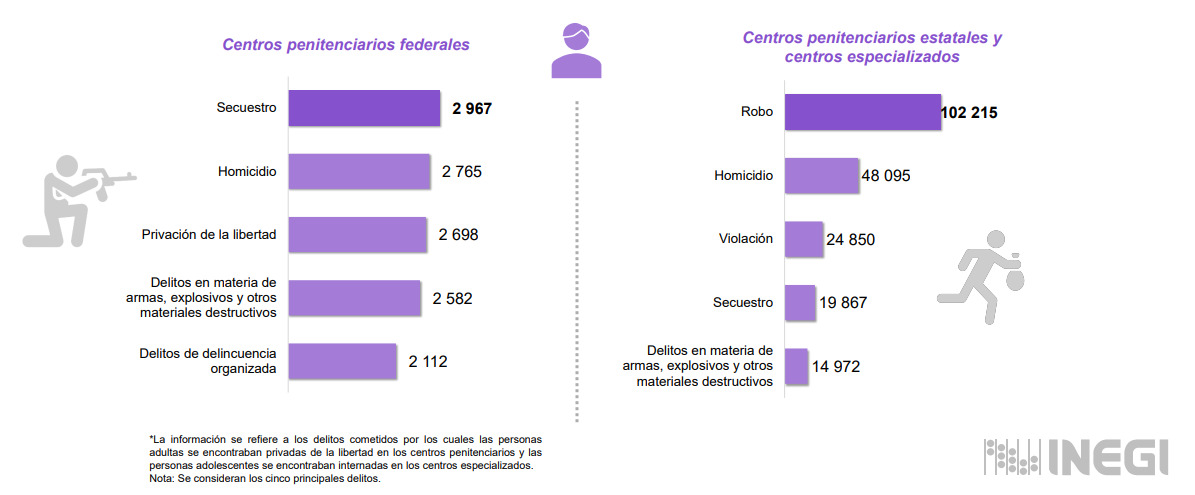 Centros penitenciarios federales
Secuestro
2 967
Homicidio
2 765
Privación de la libertad
2 698
Delitos en materia de
armas, explosivos y otros
materiales destructivos
2 582
Delitos de delincuencia
organizada
2 112
Centros penitenciarios estatales y
centros especializados
Robo
102 215
Homicidio
48 095
Violación
24 850
Secuestro
19 867
Delitos en materia de
armas, explosivos y otros
materiales destructivos
14 972
*La información se refiere a los delitos cometidos por los cuales las personas
adultas se encontraban privadas de la libertad en los centros penitenciarios y las
personas adolescentes se encontraban internadas en los centros especializados.
Nota: Se consideran los cinco principales delitos.
INEGI